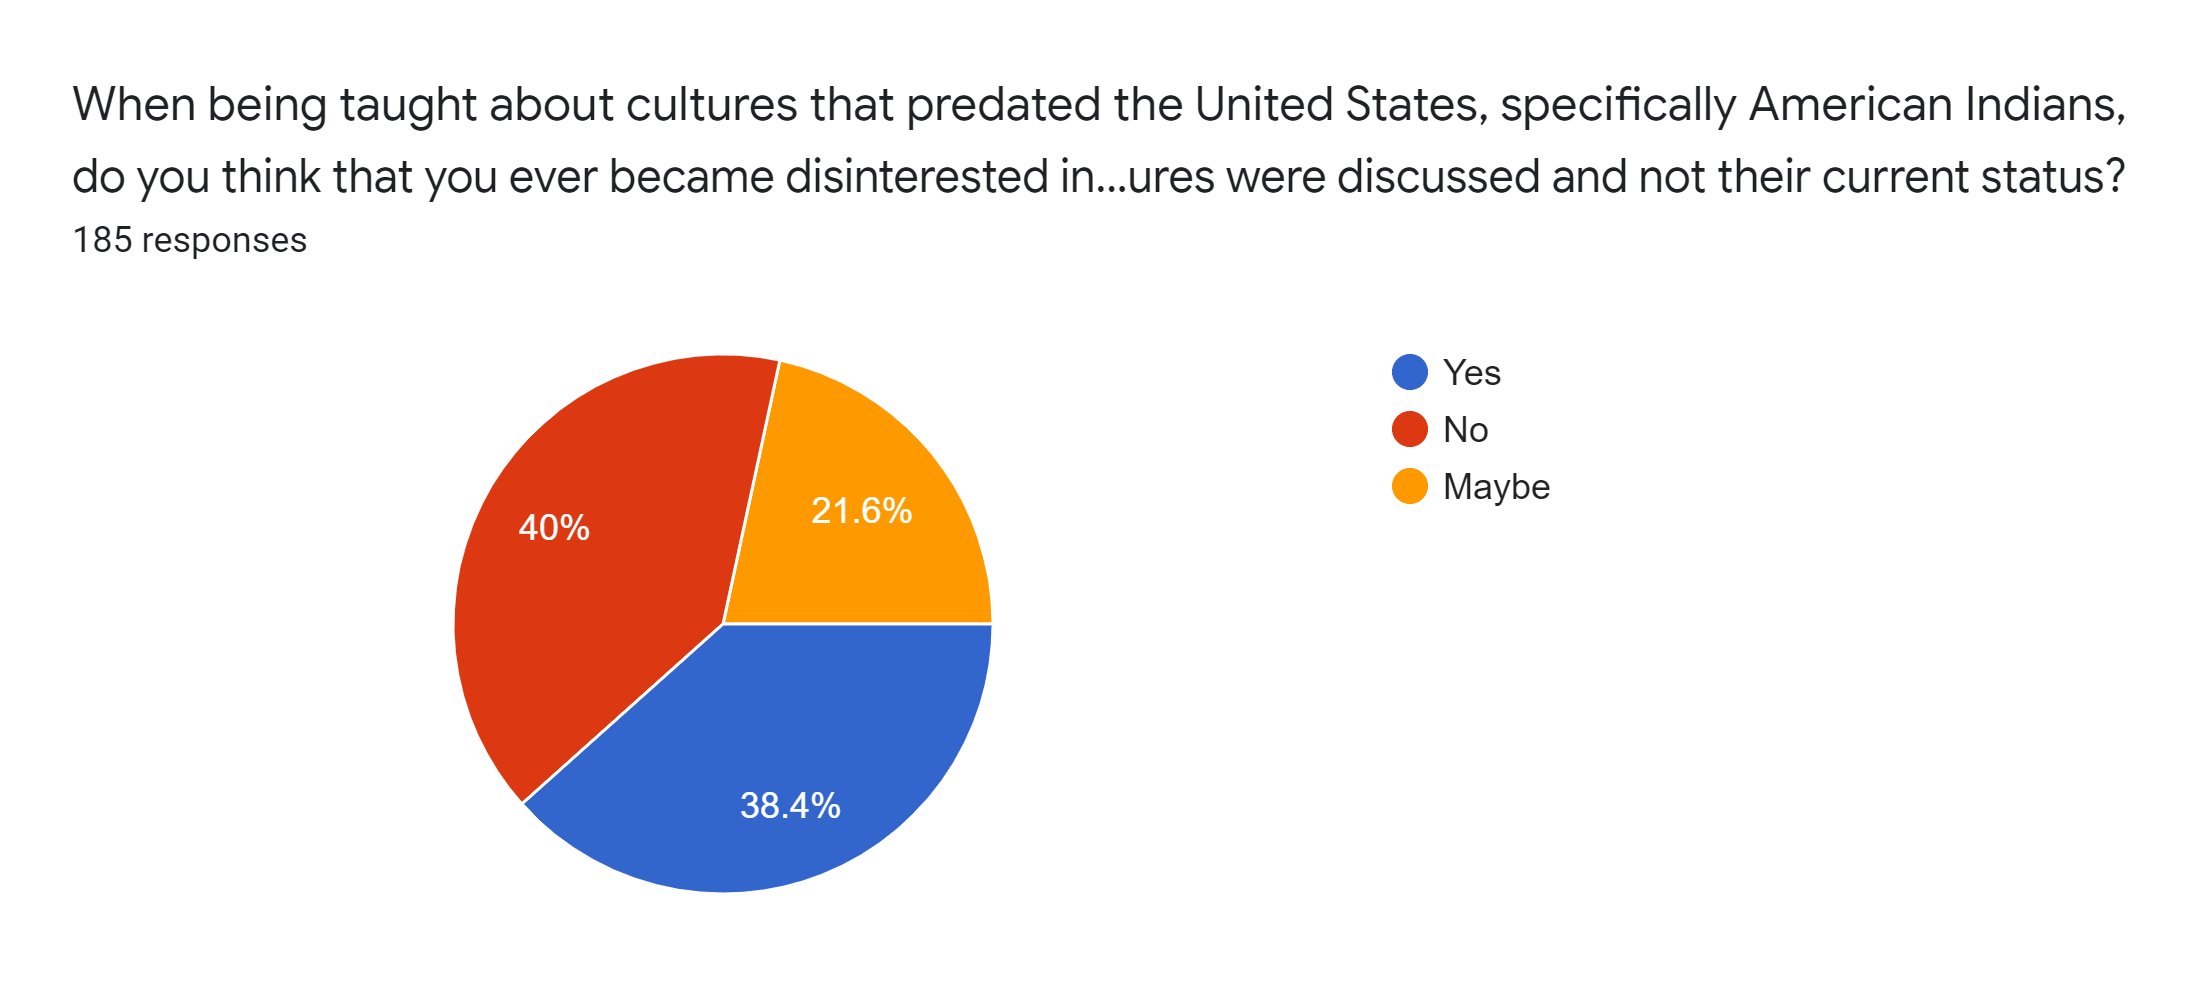 When being taught about cultures that predated the United States, specifically American Indians,
do you think that you ever became disinterested in...ures were discussed and not their current status?
185 responses
Yes
No
Maybe
40%
21.6%
38.4%